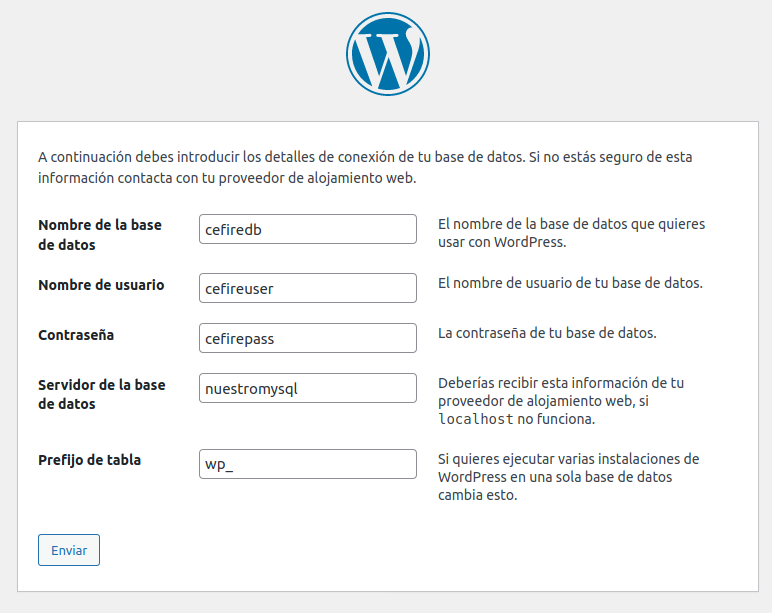 A continuación debes introducir los detalles de conexión de tu base de datos. Si no estás seguro de esta
información contacta con tu proveedor de alojamiento web.
Nombre de la base
de datos
cefiredb
El nombre de la base de datos que quieres
usar con WordPress.
Nombre de usuario
cefireuser
El nombre de usuario de tu base de datos.
Contraseña
cefirepass
La contraseña de tu base de datos.
Servidor de la base
de datos
nuestromysql
Deberías recibir esta información de tu
proveedor de alojamiento web, si
localhost no funciona.
Prefijo de tabla
wp_
Si quieres ejecutar varias instalaciones de
WordPress en una sola base de datos
cambia esto.
Enviar